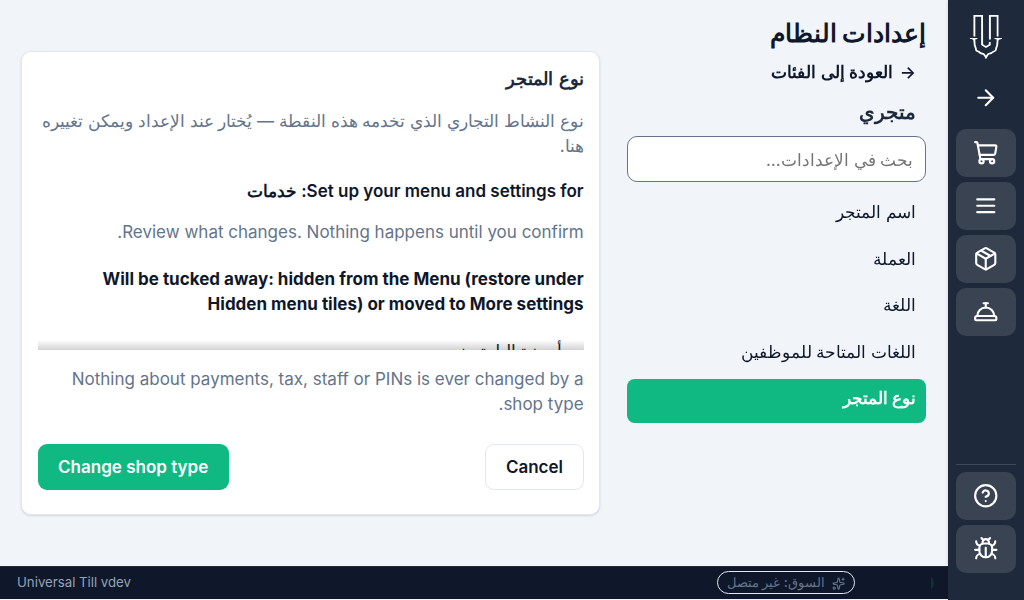 إعدادات النظام
العودة إلى الفئات
متجري
بحث في الإعدادات...
اسم المتجر
العملة
اللغة
اللغات المتاحة للموظفين
نوع المتجر
نوع المتجر
نوع النشاط التجاري الذي تخدمه هذه النقطة — يُختار عند الإعداد ويمكن تغييره
هنا.
Set up your menu and settings for: خدمات
Review what changes. Nothing happens until you confirm.
Will be tucked away: hidden from the Menu (restore under
Hidden menu tiles) or moved to More settings
Nothing about payments, tax, staff or PINs is ever changed by a
shop type.
Cancel
Change shop type
السوق: غير متصل
Universal Till vdev